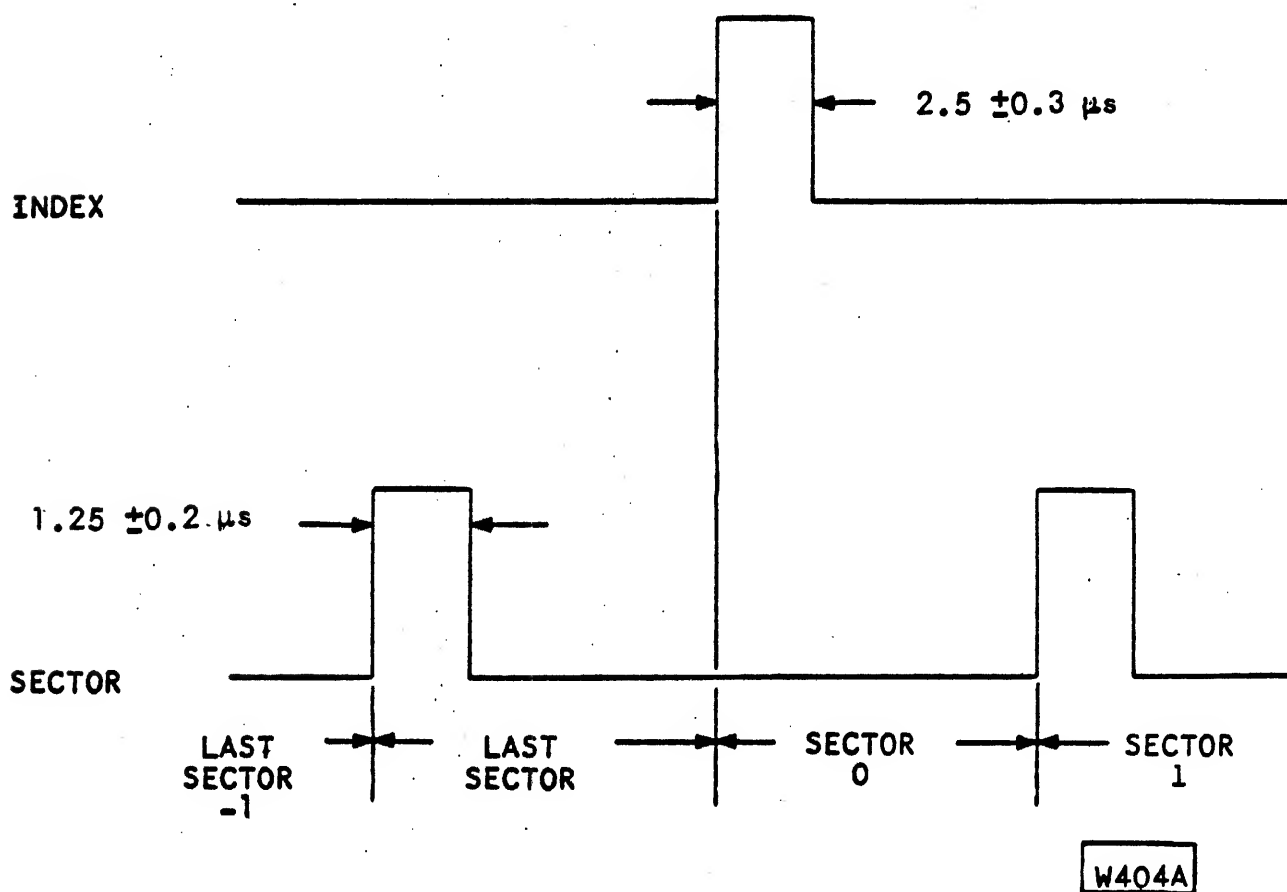 2.5 ±0.3 µs
INDEX
1.25 ±0.2 µs
SECTOR
LAST
SECTOR
-1
LAST
SECTOR
SECTOR
0
SECTOR
1
W404A